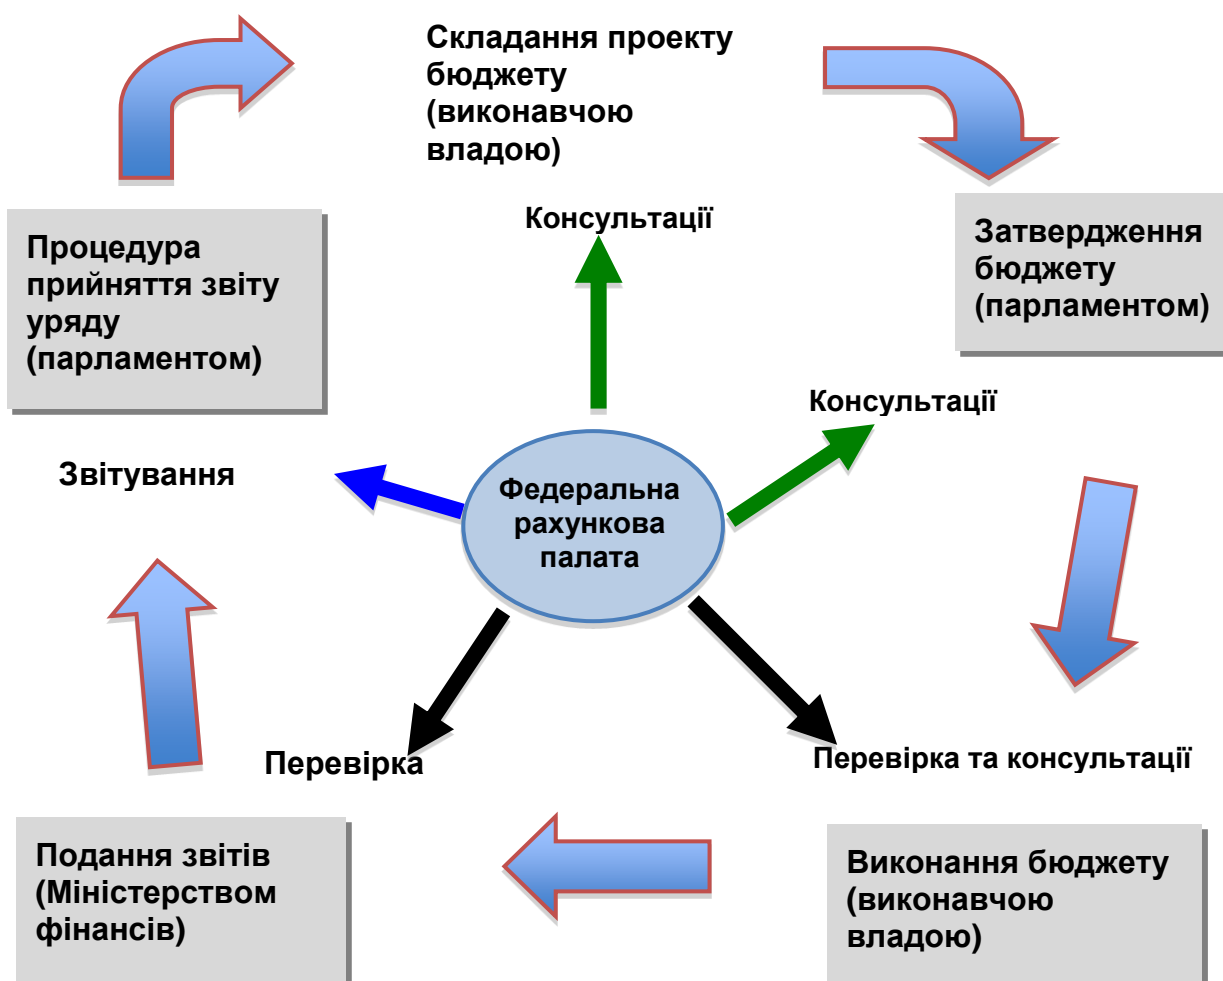 Складання проекту
бюджету
(виконавчою
владою)
Консультації
Процедура
прийняття звіту
уряду
(парламентом)
Затвердження
бюджету
(парламентом)
Консультації
Звітування
Федеральна
рахункова
палата
Перевірка
Перевірка та консультації
Подання звітів
(Міністерством
фінансів)
Виконання бюджету
(виконавчою
владою)